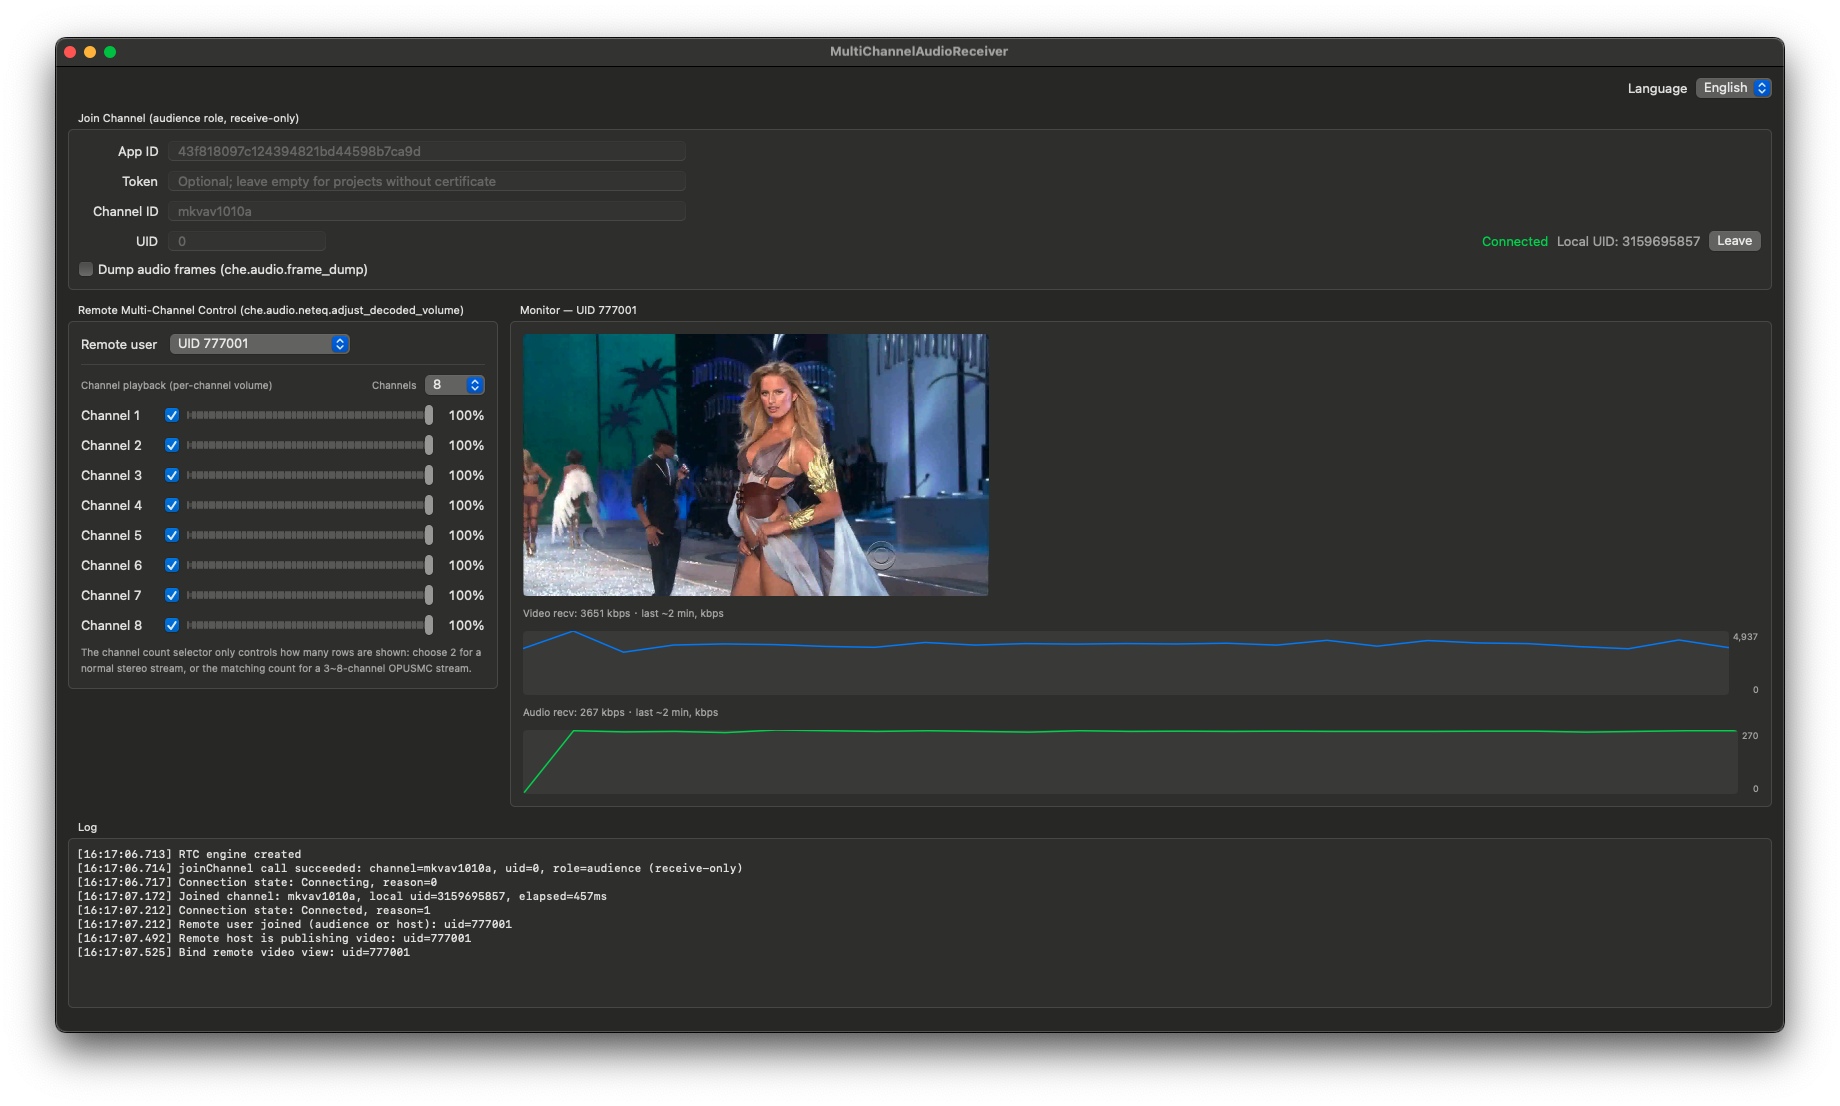 MultiChannelAudioReceiver
Language English
Join Channel (audience role, receive-only)
App ID 43f818097c124394821bd44598b7ca9d
Token Optional; leave empty for projects without certificate
Channel ID mkvav1010a
UID 0
Connected Local UID: 3159695857 Leave
Dump audio frames (che.audio.frame_dump)
Remote Multi-Channel Control (che.audio.neteq.adjust_decoded_volume)
Remote user UID 777001
Channel playback (per-channel volume) Channels 8
Channel 1 100%
Channel 2 100%
Channel 3 100%
Channel 4 100%
Channel 5 100%
Channel 6 100%
Channel 7 100%
Channel 8 100%
The channel count selector only controls how many rows are shown: choose 2 for a
normal stereo stream, or the matching count for a 3~8-channel OPUSMC stream.
Monitor — UID 777001
Video recv: 3651 kbps · last ~2 min, kbps
4,937
0
Audio recv: 267 kbps · last ~2 min, kbps
270
0
Log
[16:17:06.713] RTC engine created
[16:17:06.714] joinChannel call succeeded: channel=mkvav1010a, uid=0, role=audience (receive-only)
[16:17:06.717] Connection state: Connecting, reason=0
[16:17:07.172] Joined channel: mkvav1010a, local uid=3159695857, elapsed=457ms
[16:17:07.212] Connection state: Connected, reason=1
[16:17:07.212] Remote user joined (audience or host): uid=777001
[16:17:07.492] Remote host is publishing video: uid=777001
[16:17:07.525] Bind remote video view: uid=777001